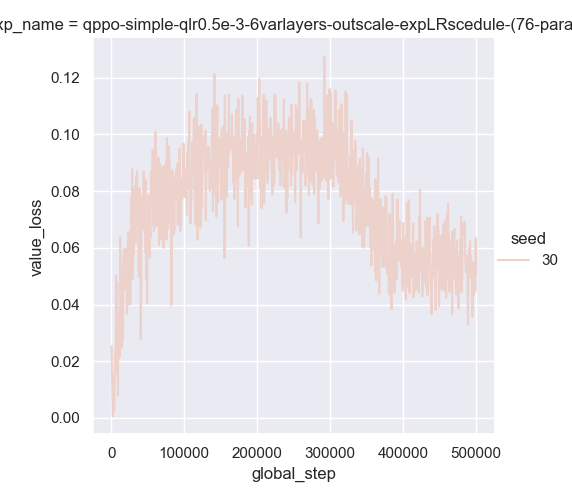 xp_name = qppo-simple-qlr0.5e-3-6varlayers-outscale-expLRscedule-(76-para
0.12
0.10
0.08
0.06
0.04
0.02
0.00
value_loss
seed
30
0 100000 200000 300000 400000 500000
global_step